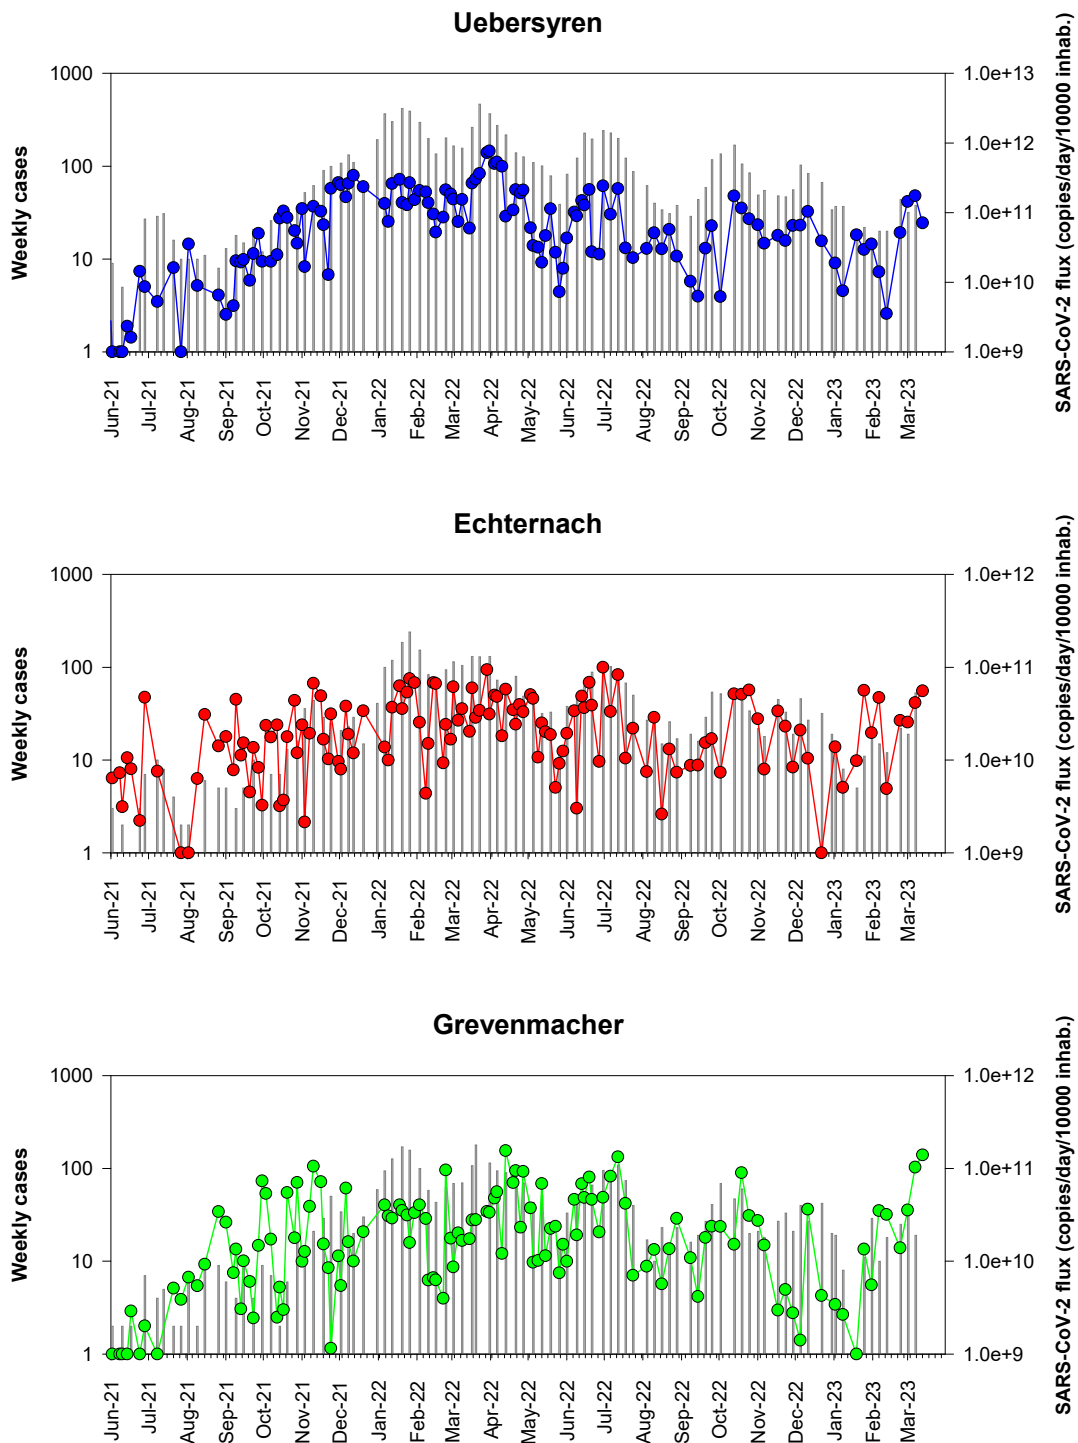 Uebersyren
Weekly cases
1000
100
10
1
1.0e+13
1.0e+12
1.0e+11
1.0e+10
1.0e+9
SARS-CoV-2 flux (copies/day/10000 inhab.)
Jun-21
Jul-21
Aug-21
Sep-21
Oct-21
Nov-21
Dec-21
Jan-22
Feb-22
Mar-22
Apr-22
May-22
Jun-22
Jul-22
Aug-22
Sep-22
Oct-22
Nov-22
Dec-22
Jan-23
Feb-23
Mar-23
Echternach
Weekly cases
1000
100
10
1
1.0e+12
1.0e+11
1.0e+10
1.0e+9
SARS-CoV-2 flux (copies/day/10000 inhab.)
Jun-21
Jul-21
Aug-21
Sep-21
Oct-21
Nov-21
Dec-21
Jan-22
Feb-22
Mar-22
Apr-22
May-22
Jun-22
Jul-22
Aug-22
Sep-22
Oct-22
Nov-22
Dec-22
Jan-23
Feb-23
Mar-23
Grevenmacher
Weekly cases
1000
100
10
1
1.0e+12
1.0e+11
1.0e+10
1.0e+9
SARS-CoV-2 flux (copies/day/10000 inhab.)
Jun-21
Jul-21
Aug-21
Sep-21
Oct-21
Nov-21
Dec-21
Jan-22
Feb-22
Mar-22
Apr-22
May-22
Jun-22
Jul-22
Aug-22
Sep-22
Oct-22
Nov-22
Dec-22
Jan-23
Feb-23
Mar-23